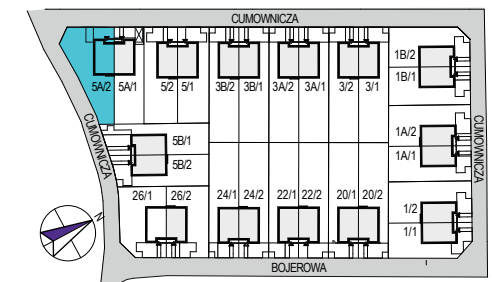 CUMOWNICZA
5A/2 5A/1 5/2 5/1 3B/2 3B/1 3A/2 3A/1 3/2 3/1
1B/2
1B/1
CUMOWNICZA
5B/1
5B/2
1A/2
1A/1
CUMOWNICZA
26/1 26/2 24/1 24/2 22/1 22/2 20/1 20/2
1/2
1/1
N
BOJEROWA